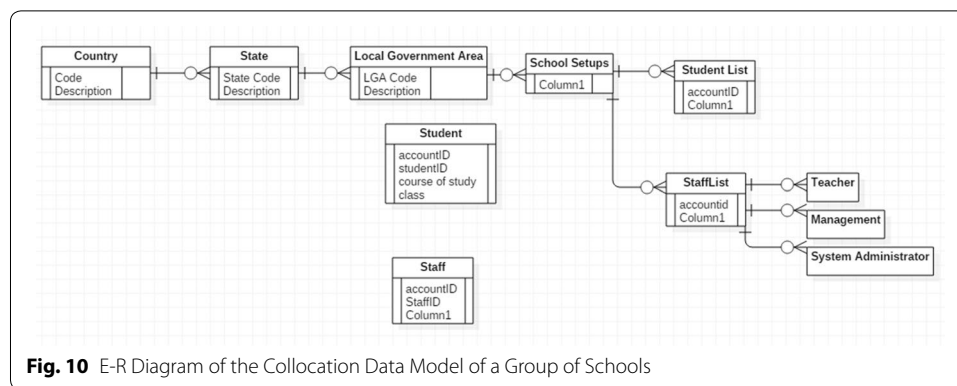 Country
Code
Description
State
State Code
Description
Local Government Area
LGA Code
Description
School Setups
Column1
Student List
accountID
Column1
Student
accountID
studentID
course of study
class
StaffList
accountid
Column1
Teacher
Management
System Administrator
Staff
accountID
StaffID
Column1
Fig. 10 E-R Diagram of the Collocation Data Model of a Group of Schools